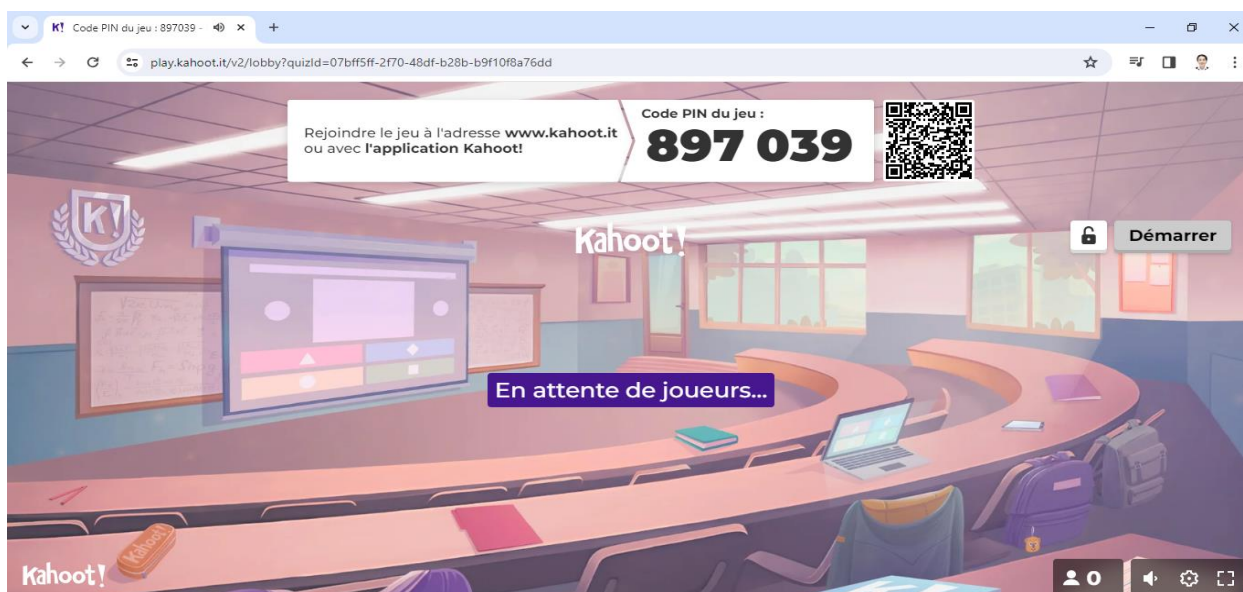 K! Code PIN du jeu : 897039 -
play.kahoot.it/v2/lobby?quizId=07bff5ff-2f70-48df-b28b-b9f10f8a76dd
Rejoindre le jeu à l'adresse www.kahoot.it
ou avec l'application Kahoot!
Code PIN du jeu :
897 039
K!
Kahoot!
Démarrer
En attente de joueurs...
Kahoot!
Kahoot!
0